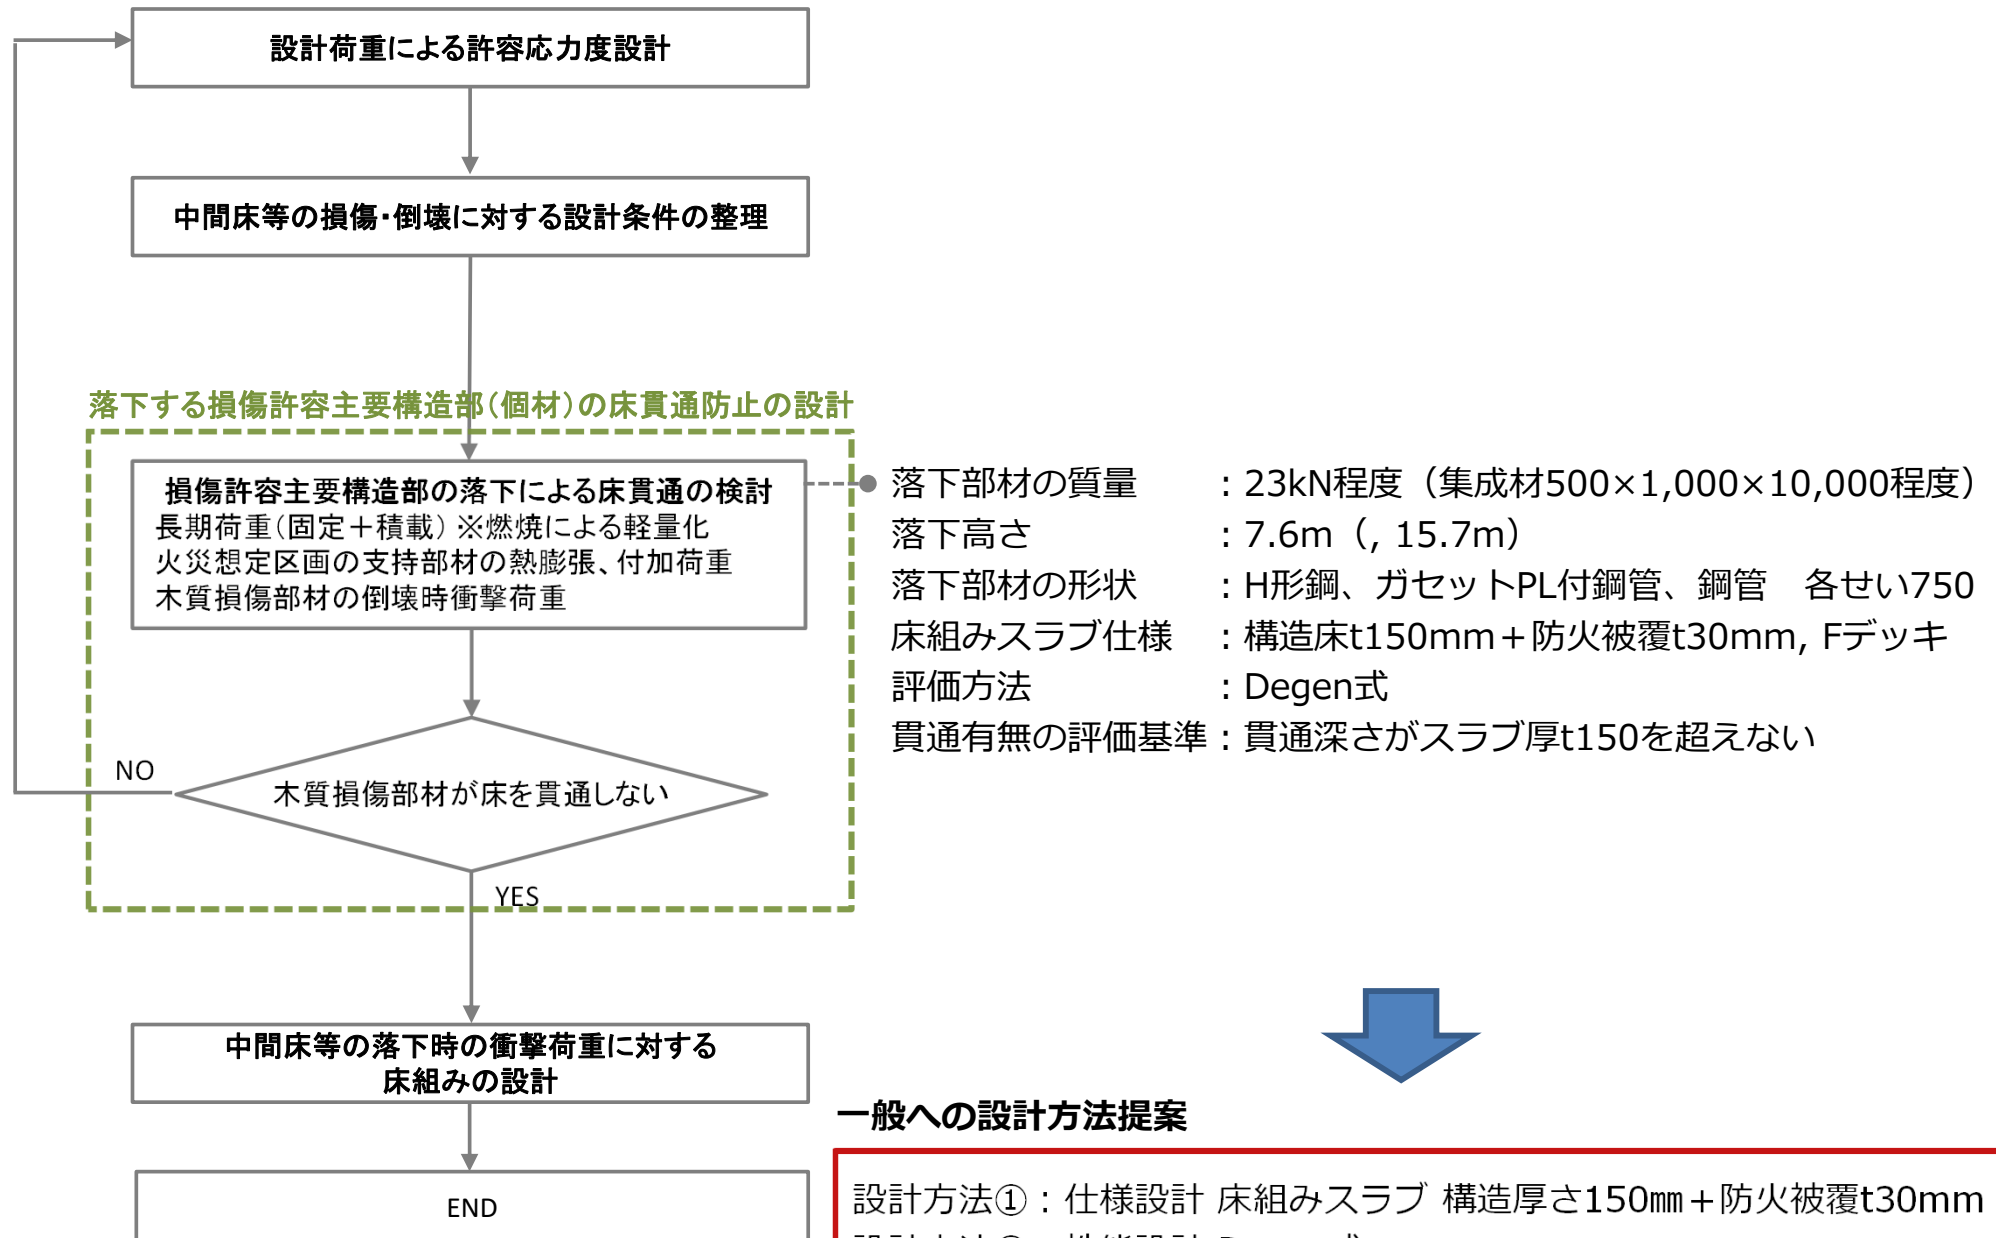 設計荷重による許容応力度設計
中間床等の損傷・倒壊に対する設計条件の整理
落下する損傷許容主要構造部(個材)の床貫通防止の設計
損傷許容主要構造部の落下による床貫通の検討
長期荷重(固定＋積載) ※燃焼による軽量化
火災想定区画の支持部材の熱膨張、付加荷重
木質損傷部材の倒壊時衝撃荷重
NO
木質損傷部材が床を貫通しない
YES
中間床等の落下時の衝撃荷重に対する
床組みの設計
END
落下部材の質量　　：23kN程度（集成材500×1,000×10,000程度）
落下高さ　　　　　：7.6m（, 15.7m）
落下部材の形状　　：H形鋼、ガセットPL付鋼管、鋼管　各せい750
床組みスラブ仕様　：構造床t150mm＋防火被覆t30mm, Fデッキ
評価方法　　　　　：Degen式
貫通有無の評価基準：貫通深さがスラブ厚t150を超えない
一般への設計方法提案
設計方法①：仕様設計 床組みスラブ 構造厚さ150㎜＋防火被覆t30mm